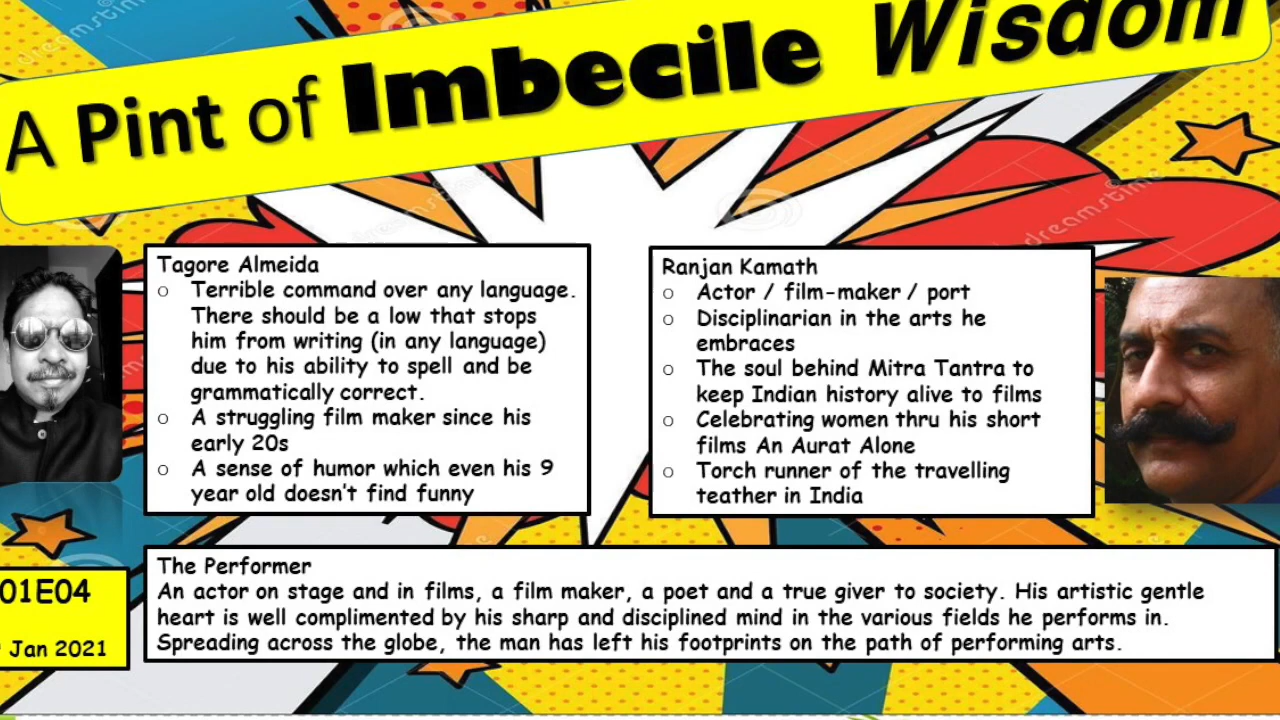 A Pint of Imbecile Wisdom
Tagore Almeida
o Terrible command over any language.
There should be a low that stops
him from writing (in any language)
due to his ability to spell and be
grammatically correct.
o A struggling film maker since his
early 20s
o A sense of humor which even his 9
year old doesn't find funny
Ranjan Kamath
o Actor / film-maker / port
o Disciplinarian in the arts he
embraces
o The soul behind Mitra Tantra to
keep Indian history alive to films
o Celebrating women thru his short
films An Aurat Alone
o Torch runner of the travelling
teather in India
The Performer
An actor on stage and in films, a film maker, a poet and a true giver to society. His artistic gentle
heart is well complimented by his sharp and disciplined mind in the various fields he performs in.
Spreading across the globe, the man has left his footprints on the path of performing arts.
01E04
Jan 2021
dreamstime
dreamstime